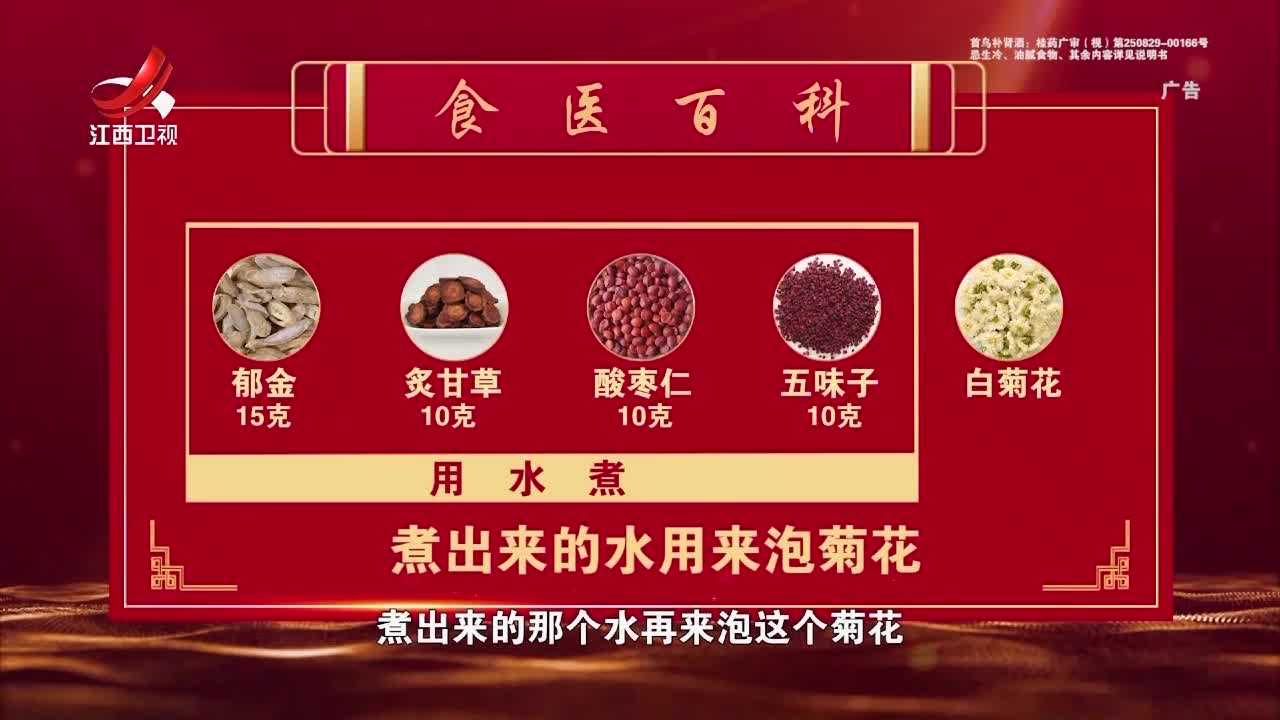 首乌补肾酒：桂药广审（视）第250829-00166号
忌生冷、油腻食物、其余内容详见说明书
广告
江西卫视
食医百科
郁金
15克
炙甘草
10克
酸枣仁
10克
五味子
10克
白菊花
用水煮
煮出来的水用来泡菊花
煮出来的那个水再来泡这个菊花